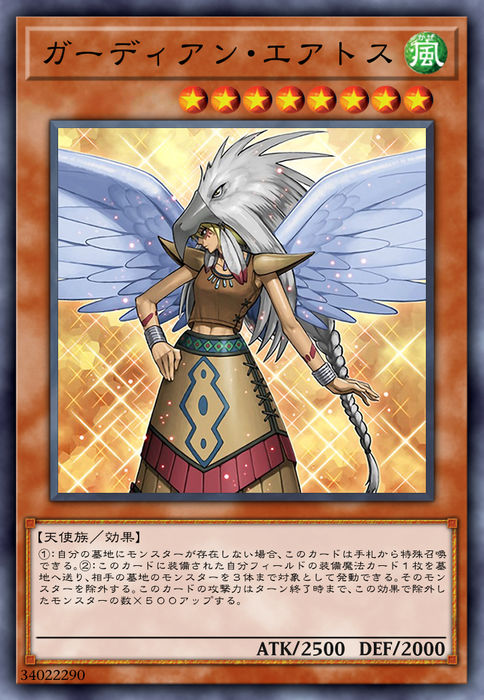 ガーディアン・エアトス
かぜ
風
【天使族／効果】
①:自分の墓地にモンスターが存在しない場合、このカードは手札から特殊召喚
できる。②:このカードに装備された自分フィールドの装備魔法カード１枚を墓
地へ送り、相手の墓地のモンスターを３体まで対象として発動できる。そのモン
スターを除外する。このカードの攻撃力はターン終了時まで、この効果で除外し
たモンスターの数×５００アップする。
ATK/2500 DEF/2000
34022290